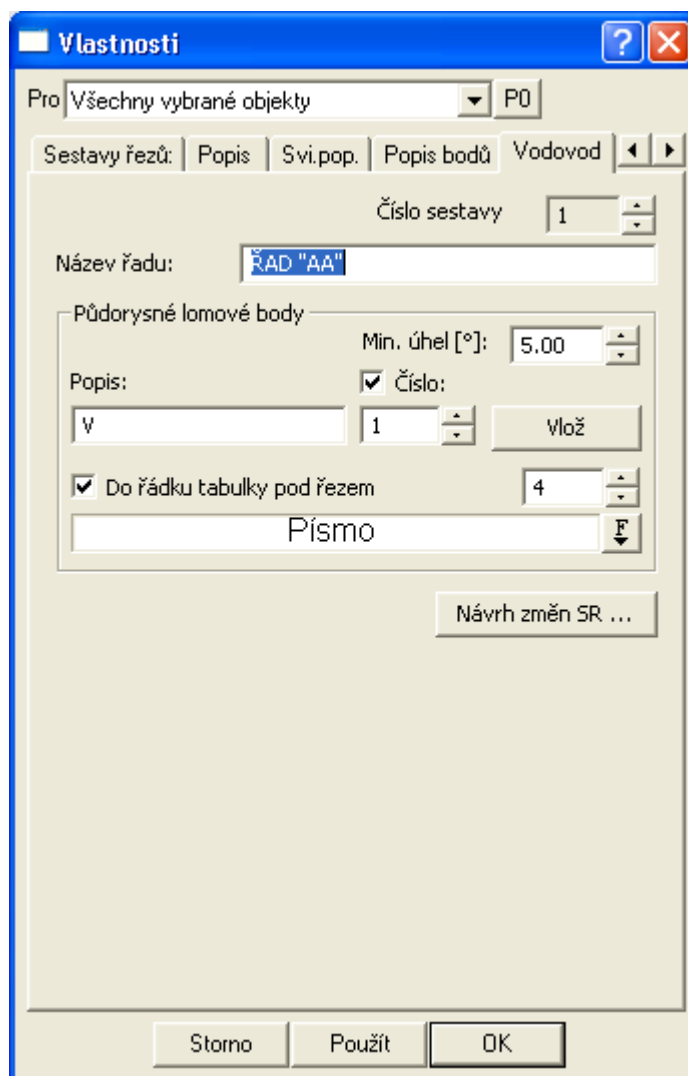 Vlastnosti
Pro Všechny vybrané objekty P0
Sestavy řezů: Popis Svi.pop. Popis bodů Vodovod
Číslo sestavy 1
Název řadu: ŘAD "AA"
Půdorysné lomové body
Min. úhel [°]: 5.00
Popis: Číslo:
V 1 Vlož
Do řádku tabulky pod řezem 4
Písmo F
Návrh změn SR ...
Storno Použít OK